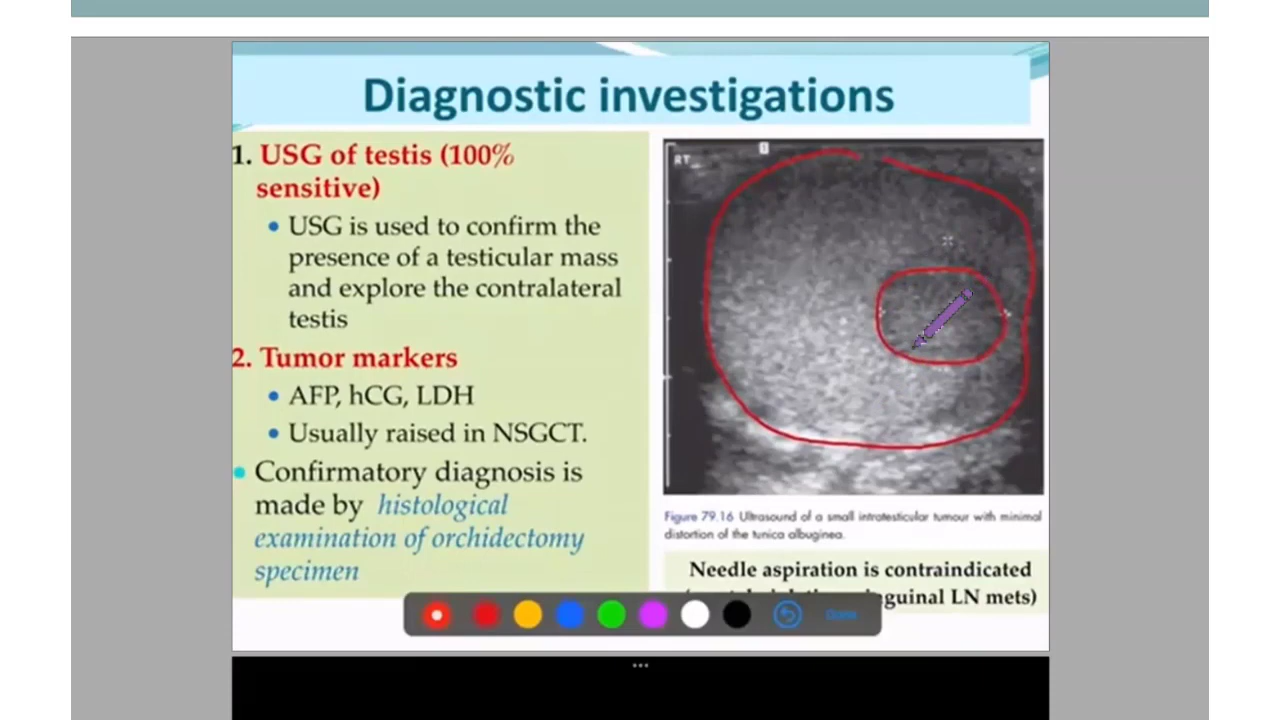 Diagnostic investigations
1. USG of testis (100%
sensitive)
• USG is used to confirm the
presence of a testicular mass
and explore the contralateral
testis
2. Tumor markers
• AFP, hCG, LDH
• Usually raised in NSGCT.
• Confirmatory diagnosis is
made by histological
examination of orchidectomy
specimen
RT
Figure 79.16 Ultrasound of a small intratesticular tumour with minimal
distortion of the tunica albuginea.
Needle aspiration is contraindicated
LN mets)
Done